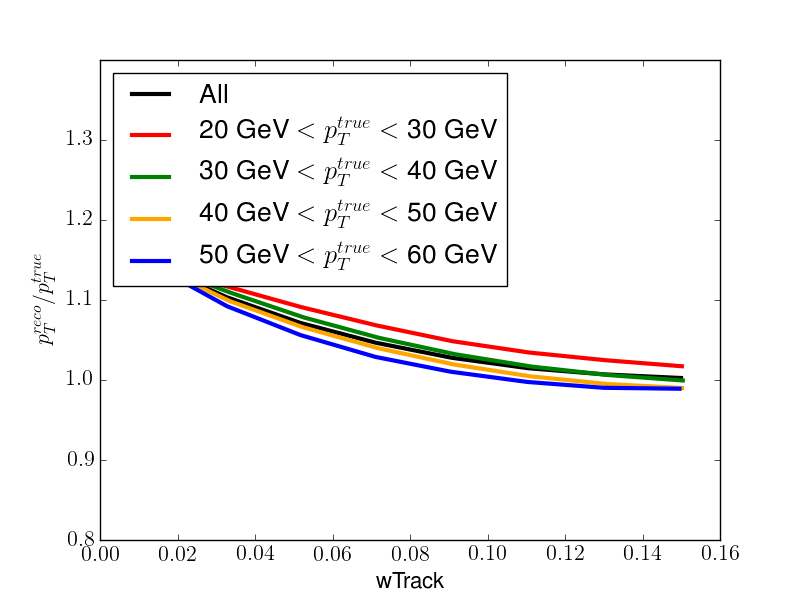 All
20 GeV < p_T^{true} < 30 GeV
30 GeV < p_T^{true} < 40 GeV
40 GeV < p_T^{true} < 50 GeV
50 GeV < p_T^{true} < 60 GeV
1.3
1.2
1.1
1.0
0.9
0.8
p_T^{reco}/p_T^{true}
0.00 0.02 0.04 0.06 0.08 0.10 0.12 0.14 0.16
wTrack